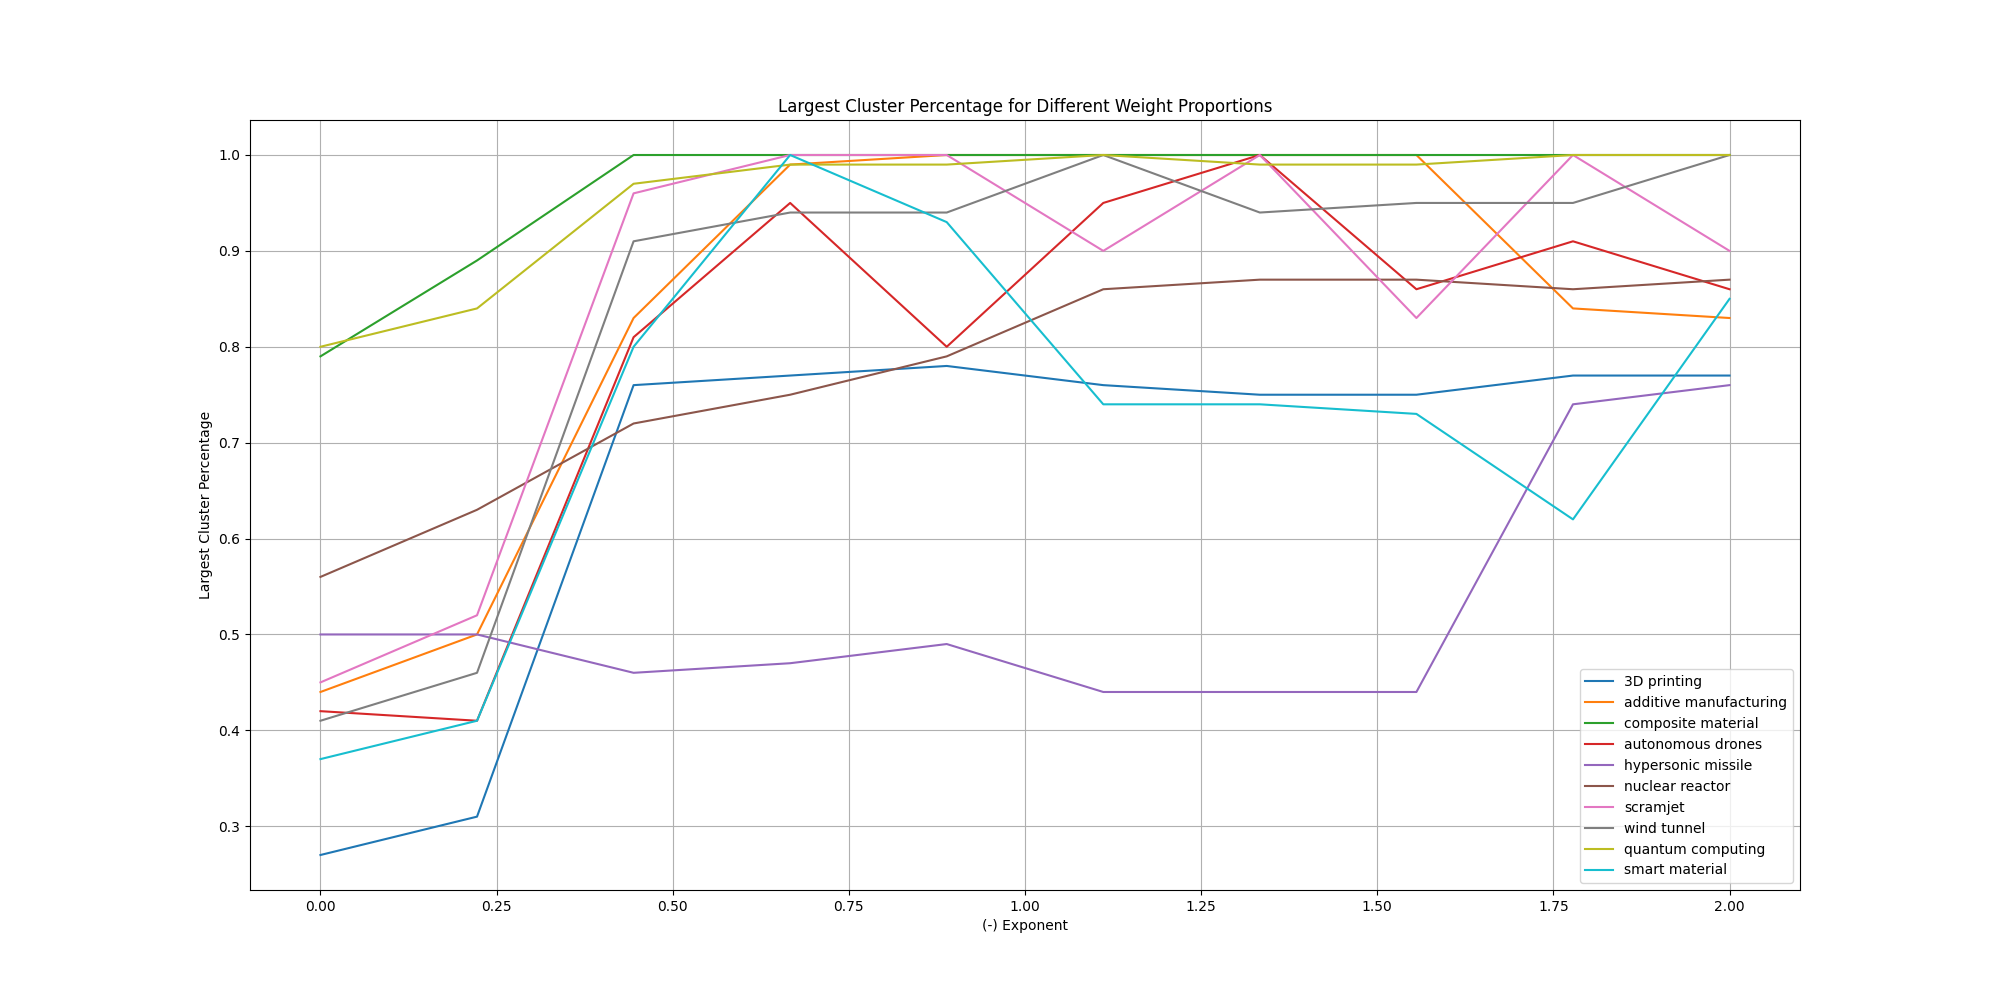 Largest Cluster Percentage for Different Weight Proportions
Largest Cluster Percentage
1.0
0.9
0.8
0.7
0.6
0.5
0.4
0.3
0.00 0.25 0.50 0.75 1.00 1.25 1.50 1.75 2.00
(-) Exponent
3D printing
additive manufacturing
composite material
autonomous drones
hypersonic missile
nuclear reactor
scramjet
wind tunnel
quantum computing
smart material